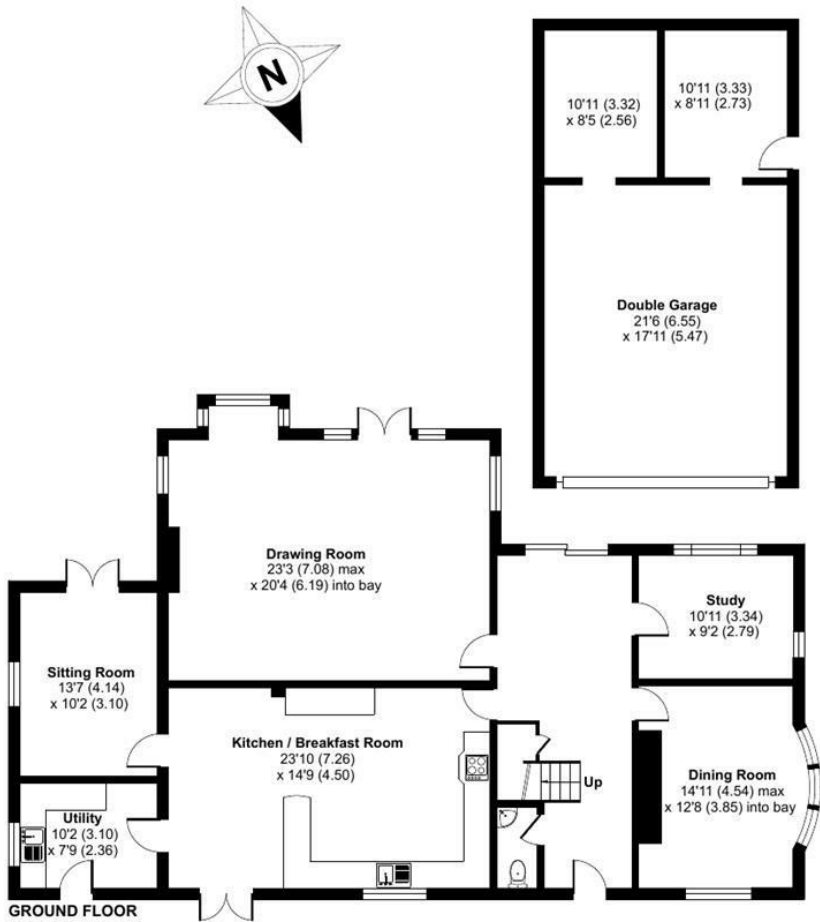 N
10'11 (3.32)
x 8'5 (2.56)
10'11 (3.33)
x 8'11 (2.73)
Double Garage
21'6 (6.55)
x 17'11 (5.47)
Drawing Room
23'3 (7.08) max
x 20'4 (6.19) into bay
Study
10'11 (3.34)
x 9'2 (2.79)
Sitting Room
13'7 (4.14)
x 10'2 (3.10)
Kitchen / Breakfast Room
23'10 (7.26)
x 14'9 (4.50)
Up
Dining Room
14'11 (4.54) max
x 12'8 (3.85) into bay
Utility
10'2 (3.10)
x 7'9 (2.36)
GROUND FLOOR